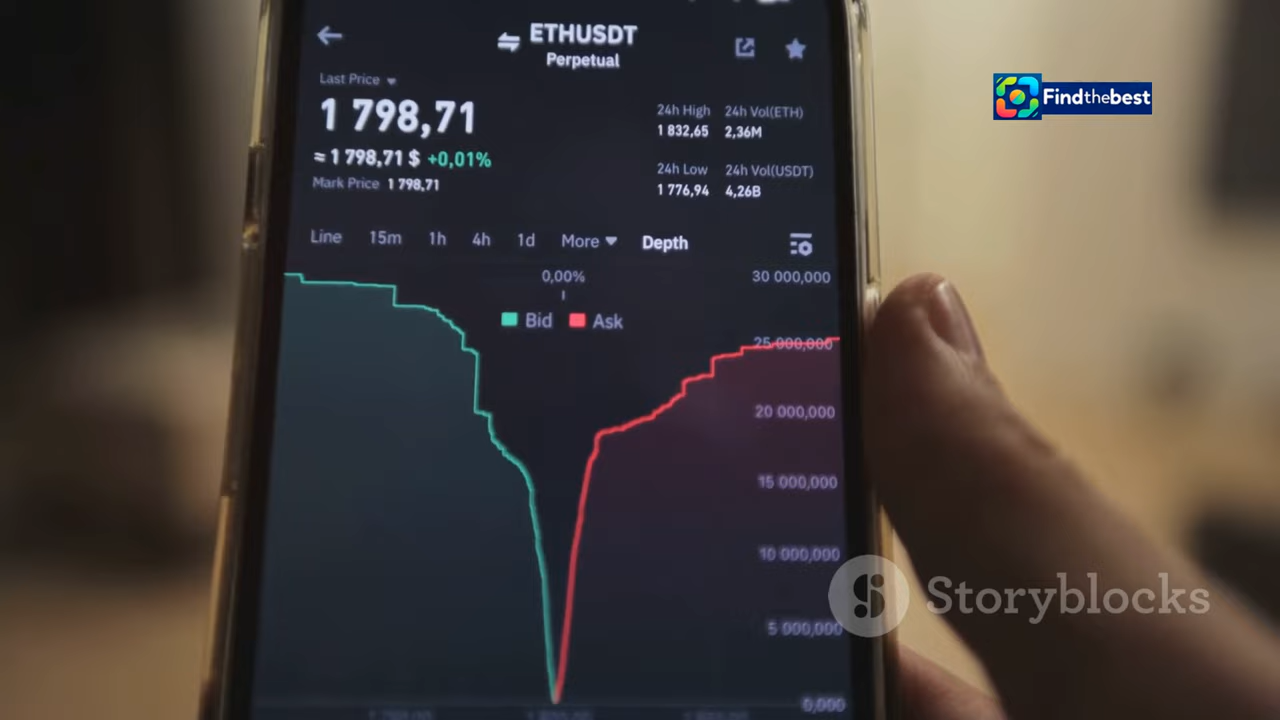 ETHUSDT
Perpetual
Last Price
1 798,71
≈ 1 798,71 $ +0,01%
Mark Price 1 798,71
24h High 24h Vol(ETH)
1 832,65 2,36M
24h Low 24h Vol(USDT)
1 776,94 4,26B
Findthebest
Line 15m 1h 4h 1d More Depth
0,00%
30 000,000
Bid Ask
25 000,000
20 000,000
15 000,000
10 000,000
5 000,000
0,000
Storyblocks